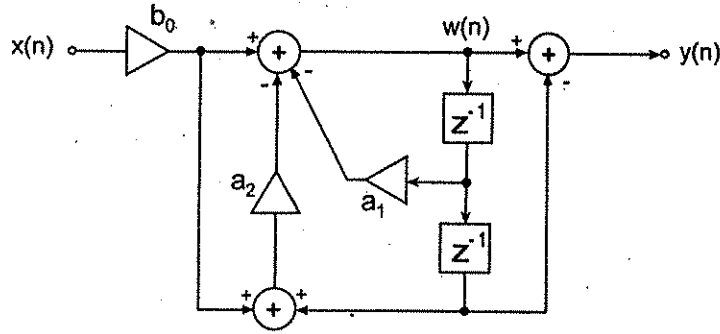 b₀
x(n)
+
+
-
-
w(n)
+
+
-
y(n)
z⁻¹
a₂
a₁
z⁻¹
+
+
+